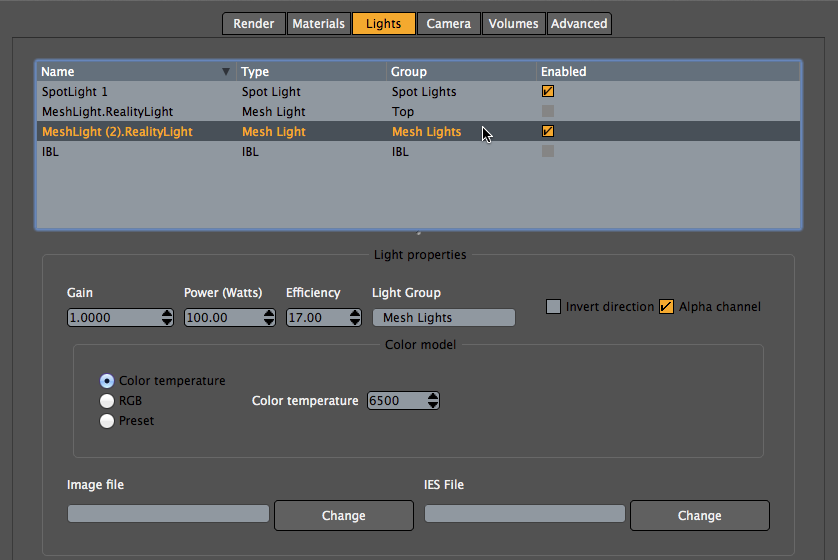 Render Materials Lights Camera Volumes Advanced
Name Type Group Enabled
SpotLight 1 Spot Light Spot Lights
MeshLight.RealityLight Mesh Light Top
MeshLight (2).RealityLight Mesh Light Mesh Lights
IBL IBL IBL
Light properties
Gain Power (Watts) Efficiency Light Group
1.0000 100.00 17.00 Mesh Lights Invert direction Alpha channel
Color model
Color temperature
RGB Color temperature 6500
Preset
Image file IES File
Change Change